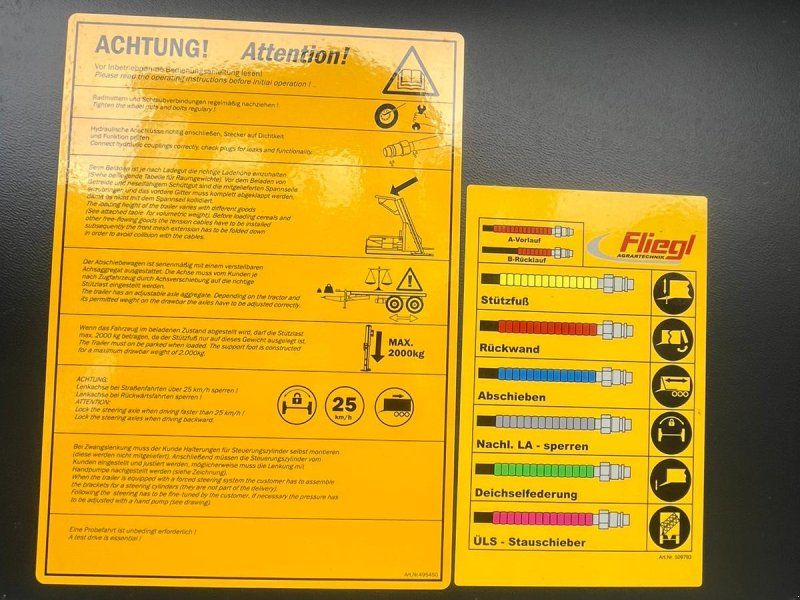 ACHTUNG! Attention!
Vor Inbetriebnahme Bedienungsanleitung lesen!
Please read the operating instructions before initial operation !
Radmuttern und Schraubverbindungen regelmäßig nachziehen !
Tighten the wheel nuts and bolts regulary !
Hydraulische Anschlüsse richtig anschließen, Stecker auf Dichtkeit
und Funktion prüfen
Connect hydraulic couplings correctly, check plugs for leaks and functionality
Beim Beladen ist je nach Ladegut die richtige Ladehöhe einzuhalten
(Siehe beiliegende Tabelle für Raumgewichte). Vor dem Beladen von
Getreide und rieselfähigem Schüttgut sind die mitgelieferten Spannseile
anzubringen und das vordere Gitter muss komplett abgeklappt werden,
damit es nicht mit dem Spannseil kollidiert.
The loading height of the trailer varies with different goods
(See attached table for volumetric weight). Before loading cereals and
other free-flowing goods the tension cables have to be installed
subsequently the front mesh extension has to be folded down
in order to avoid collision with the cables.
Der Abschiebewagen ist serienmäßig mit einem verstellbaren
Achsaggregat ausgestattet. Die Achse muss vom Kunden je
nach Zugfahrzeug durch Achsverschiebung auf die richtige
Stützlast eingestellt werden.
The trailer has an adjustable axle aggregate. Depending on the tractor and
its permitted weight on the drawbar the axles have to be adjusted correctly.
Wenn das Fahrzeug im beladenen Zustand abgestellt wird, darf die Stützlast
max. 2000 kg betragen, da der Stützfuß nur auf dieses Gewicht ausgelegt ist.
The Trailer must on be parked when loaded. The support foot is constructed
for a maximum drawbar weight of 2.000kg.
MAX.
2000kg
ACHTUNG:
Lenkachse bei Straßenfahrten über 25 km/h sperren !
Lenkachse bei Rückwärtsfahrten sperren !
ATTENTION:
Lock the steering axle when driving faster than 25 km/h !
Lock the steering axles when driving backward.
25
km/h
Bei Zwangslenkung muss der Kunde Halterungen für Steuerungszylinder selbst montieren
(diese werden nicht mitgeliefert). Anschließend müssen die Steuerungszylinder vom
Kunden eingestellt und justiert werden, möglicherweise muss die Lenkung mit
Handpumpe nachgestellt werden (siehe Zeichnung).
When the trailer is equipped with a forced steering system the customer has to assemble
the brackets for a steering cylinders (they are not part of the delivery).
Following the steering has to be fine-tuned by the customer. If necessary the pressure has
to be adjusted with a hand pump (see drawing)
Eine Probefahrt ist unbedingt erforderlich !
A test drive is essential !
Art.Nr.495450
A-Vorlauf
B-Rücklauf
Fliegl
AGRARTECHNIK
Stützfuß
Rückwand
Abschieben
Nachl. LA - sperren
Deichselfederung
ÜLS - Stauschieber
Art.Nr. 509793